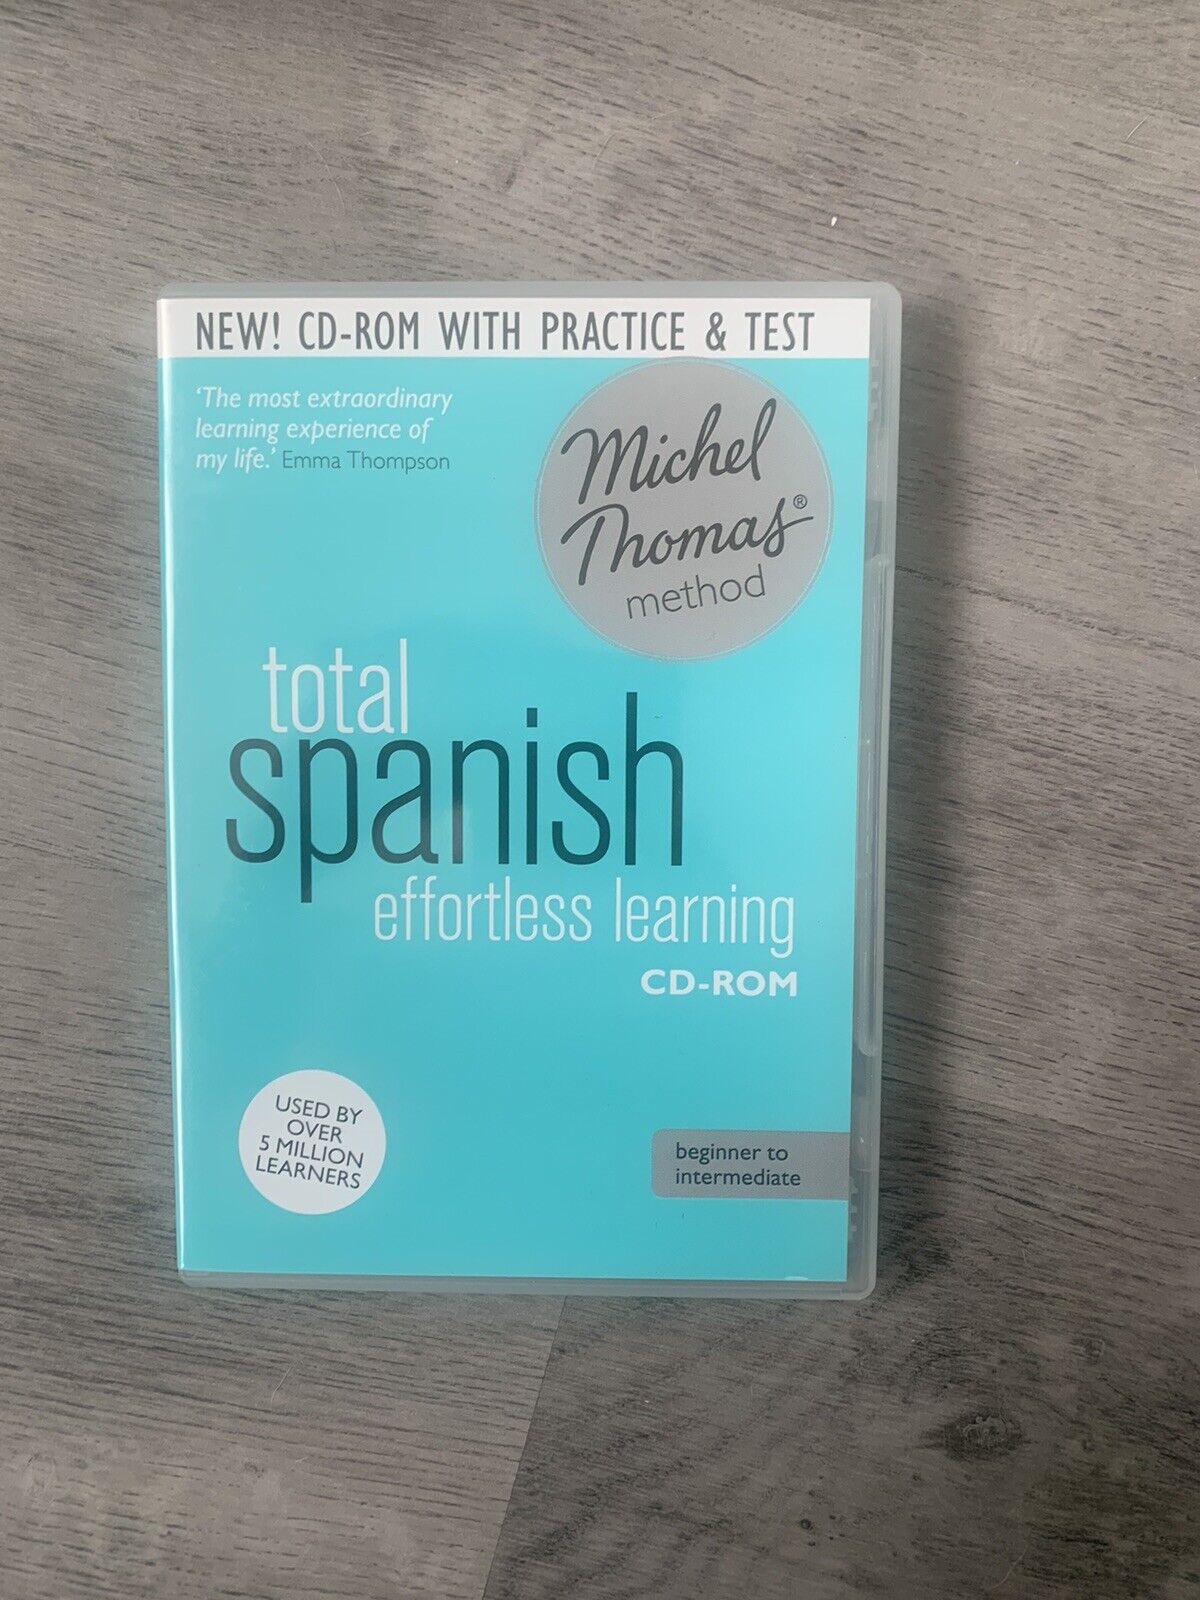 NEW! CD-ROM WITH PRACTICE & TEST
‘The most extraordinary
learning experience of
my life.’ Emma Thompson
Michel
Thomas®
method
total
spanish
effortless learning
CD-ROM
USED BY
OVER
5 MILLION
LEARNERS
beginner to
intermediate